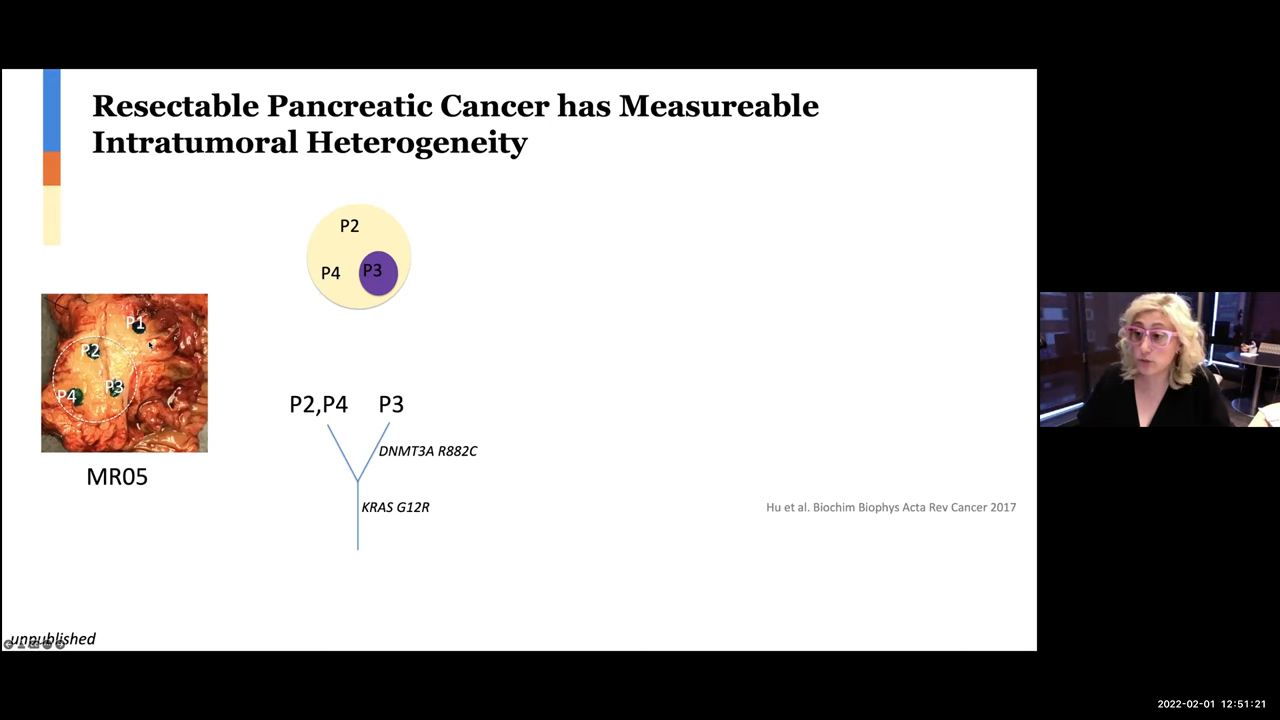 Resectable Pancreatic Cancer has Measureable
Intratumoral Heterogeneity
P2
P4
P3
P1
P2
P3
P4
MR05
P2,P4
P3
DNMT3A R882C
KRAS G12R
Hu et al. Biochim Biophys Acta Rev Cancer 2017
unpublished
2022-02-01 12:51:21